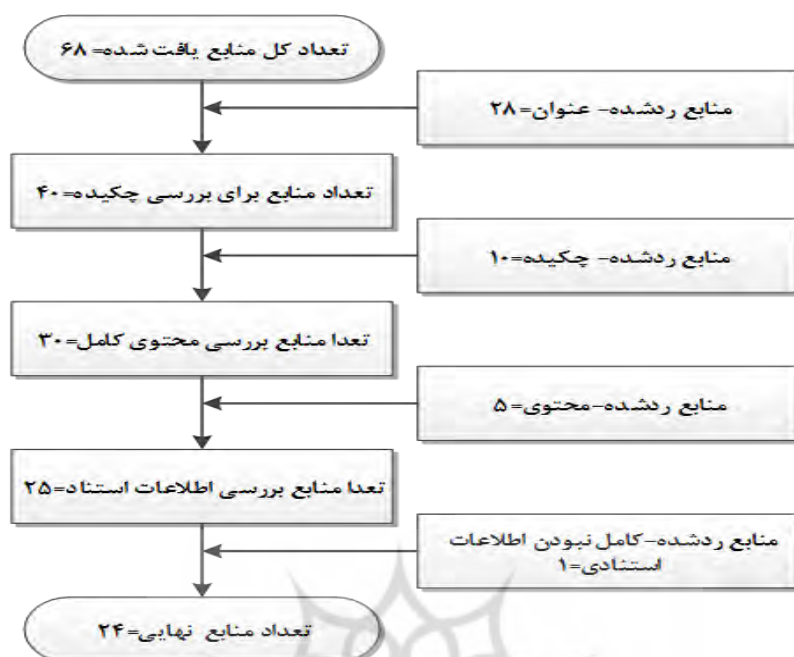 تعداد کل منابع یافت شده=۶۸
منابع ردشده- عنوان=۲۸
تعداد منابع برای بررسی چکیده=۴۰
منابع ردشده- چکیده=۱۰
تعدا منابع بررسی محتوی کامل=۳۰
منابع ردشده-محتوی=۵
تعدا منابع بررسی اطلاعات استناد=۲۵
منابع ردشده-کامل نبودن اطلاعات
استنادی=۱
تعداد منابع نهایی=۲۴